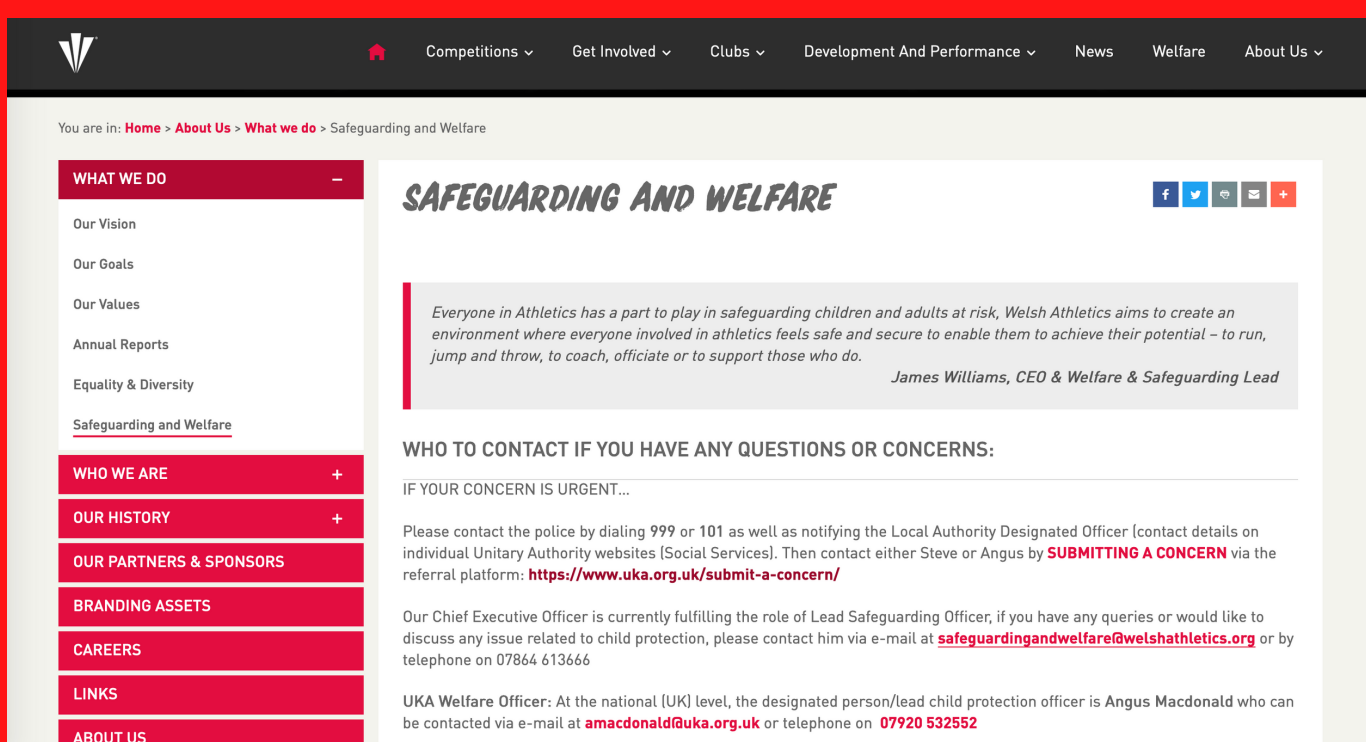 Competitions Get Involved Clubs Development And Performance News Welfare About Us
You are in: Home > About Us > What we do > Safeguarding and Welfare
WHAT WE DO –
Our Vision
Our Goals
Our Values
Annual Reports
Equality & Diversity
Safeguarding and Welfare
WHO WE ARE +
OUR HISTORY +
OUR PARTNERS & SPONSORS
BRANDING ASSETS
CAREERS
LINKS
ABOUT US
SAFEGUARDING AND WELFARE
Everyone in Athletics has a part to play in safeguarding children and adults at risk, Welsh Athletics aims to create an
environment where everyone involved in athletics feels safe and secure to enable them to achieve their potential – to run,
jump and throw, to coach, officiate or to support those who do.
James Williams, CEO & Welfare & Safeguarding Lead
WHO TO CONTACT IF YOU HAVE ANY QUESTIONS OR CONCERNS:
IF YOUR CONCERN IS URGENT...
Please contact the police by dialing 999 or 101 as well as notifying the Local Authority Designated Officer (contact details on
individual Unitary Authority websites (Social Services). Then contact either Steve or Angus by SUBMITTING A CONCERN via the
referral platform: https://www.uka.org.uk/submit-a-concern/
Our Chief Executive Officer is currently fulfilling the role of Lead Safeguarding Officer, if you have any queries or would like to
discuss any issue related to child protection, please contact him via e-mail at safeguardingandwelfare@welshathletics.org or by
telephone on 07864 613666
UKA Welfare Officer: At the national (UK) level, the designated person/lead child protection officer is Angus Macdonald who can
be contacted via e-mail at amacdonald@uka.org.uk or telephone on 07920 532552